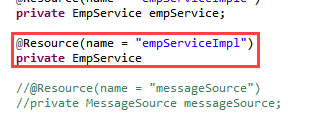 private EmpService empService;
@Resource(name = "empServiceImpl")
private EmpService
//@Resource(name = "messageSource")
//private MessageSource messageSource;